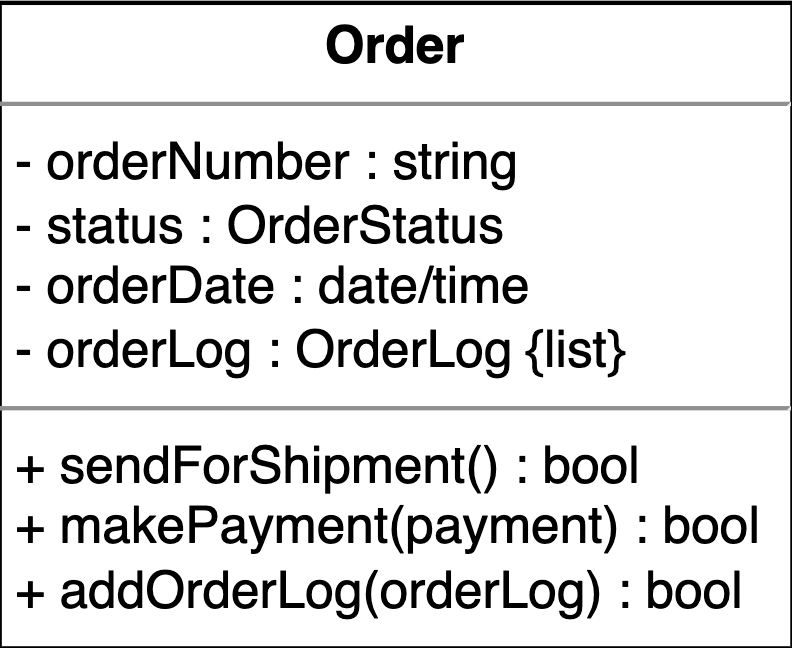 Order
- orderNumber : string
- status : OrderStatus
- orderDate : date/time
- orderLog : OrderLog {list}
+ sendForShipment() : bool
+ makePayment(payment) : bool
+ addOrderLog(orderLog) : bool